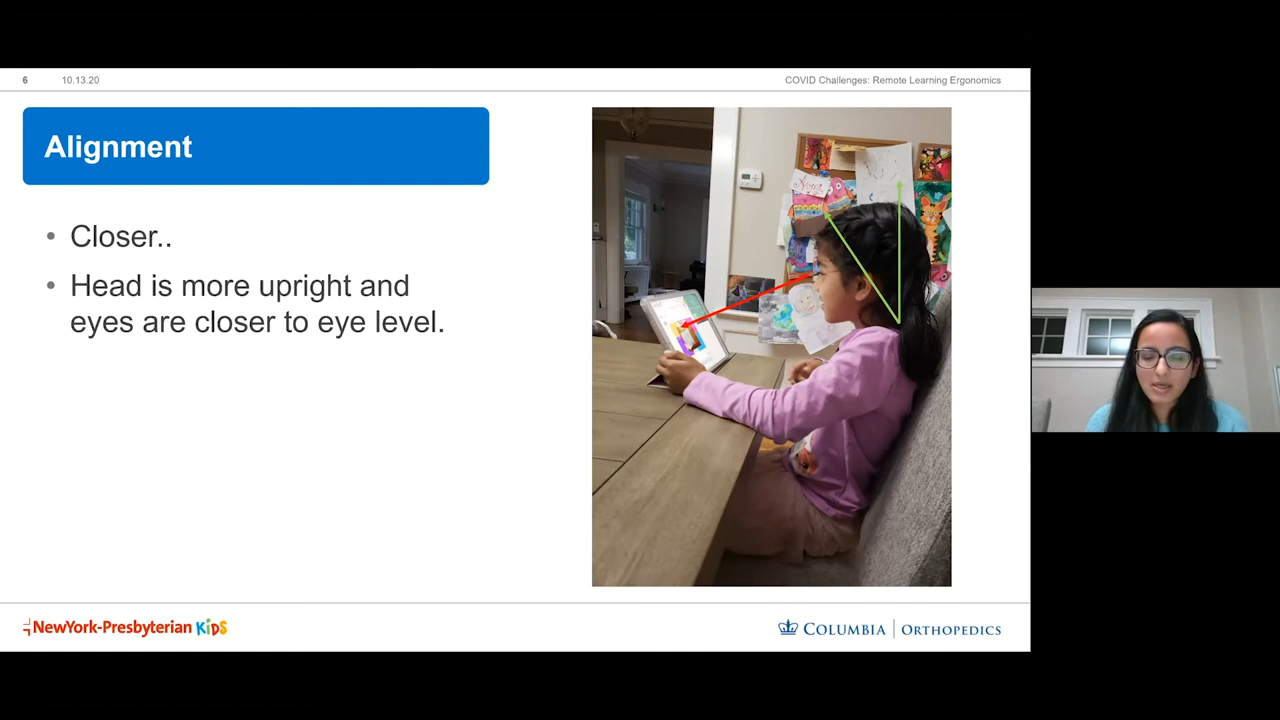 6
10.13.20
COVID Challenges: Remote Learning Ergonomics
Alignment
• Closer..
• Head is more upright and
eyes are closer to eye level.
NewYork-Presbyterian KiDS
COLUMBIA | ORTHOPEDICS